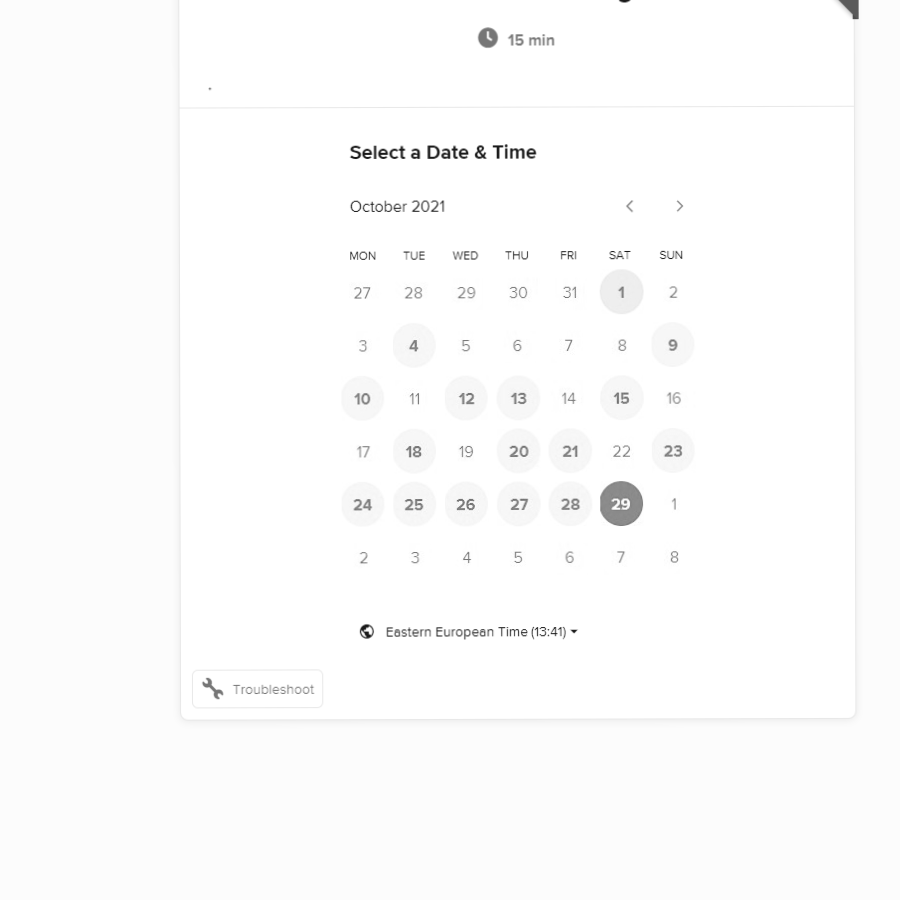 15 min
.
Select a Date & Time
October 2021
MON TUE WED THU FRI SAT SUN
27 28 29 30 31 1 2
3 4 5 6 7 8 9
10 11 12 13 14 15 16
17 18 19 20 21 22 23
24 25 26 27 28 29 1
2 3 4 5 6 7 8
Eastern European Time (13:41)
Troubleshoot